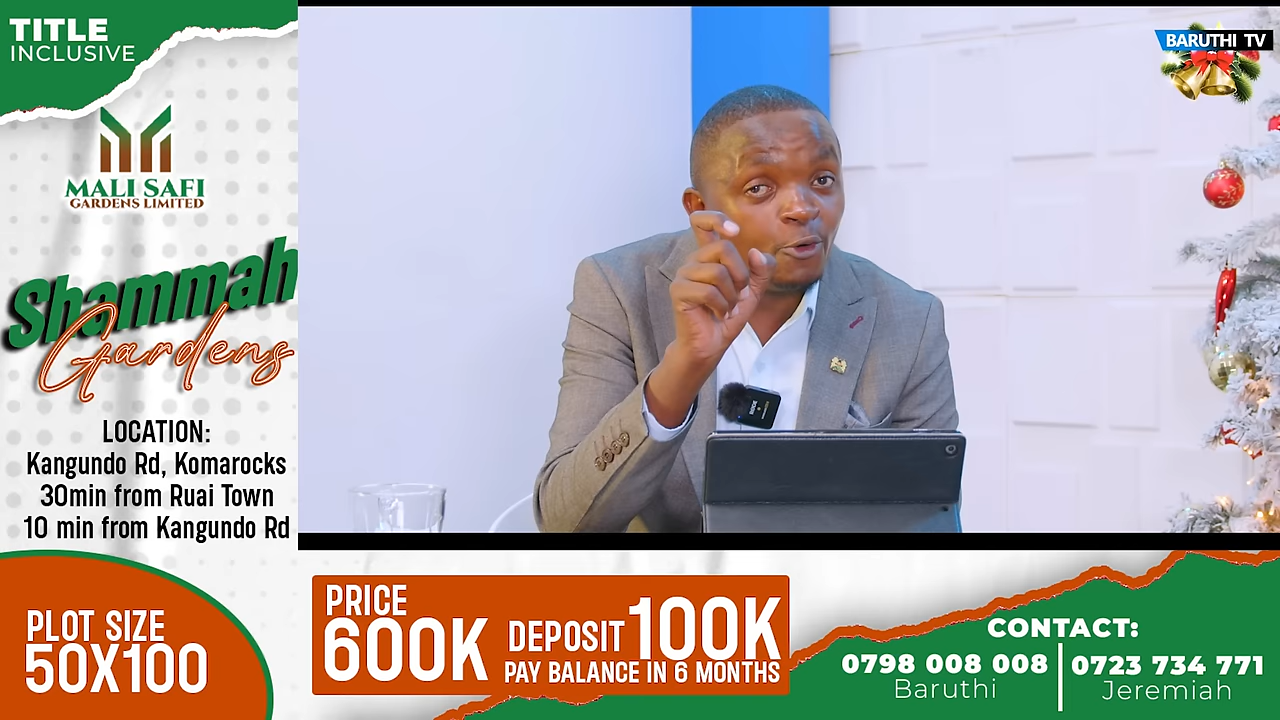 TITLE
INCLUSIVE
MALI SAFI
GARDENS LIMITED
Shammah
Gardens
LOCATION:
Kangundo Rd, Komarocks
30min from Ruai Town
10 min from Kangundo Rd
PLOT SIZE
50X100
BARUTHI TV
PRICE
600K
DEPOSIT 100K
PAY BALANCE IN 6 MONTHS
CONTACT:
0798 008 008
Baruthi
0723 734 771
Jeremiah